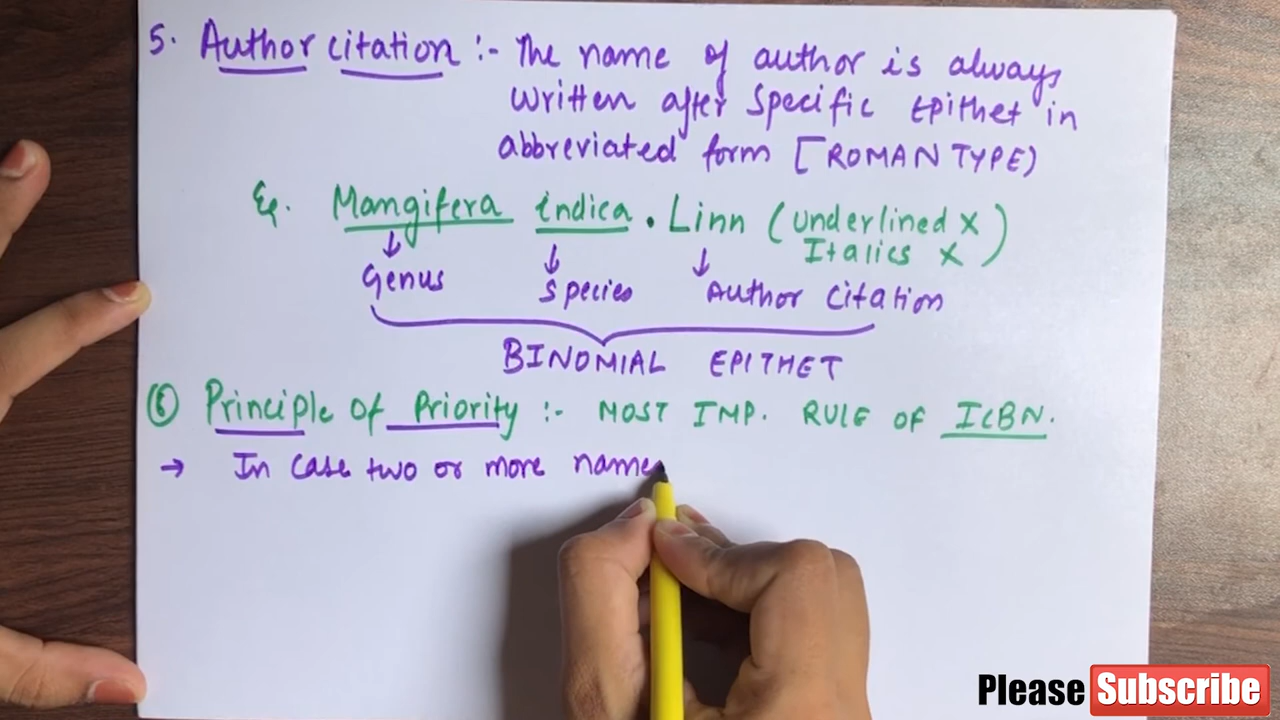 5. Author citation :- The name of author is always
written after Specific Epithet in
abbreviated form [ROMAN TYPE)
Eg. Mangifera indica . Linn (underlined X
Italics X)
Genus Species Author Citation
BINOMIAL EPITHET
⑥ Principle of Priority :- MOST IMP. RULE OF ICBN.
→ In Case two or more name
Please Subscribe